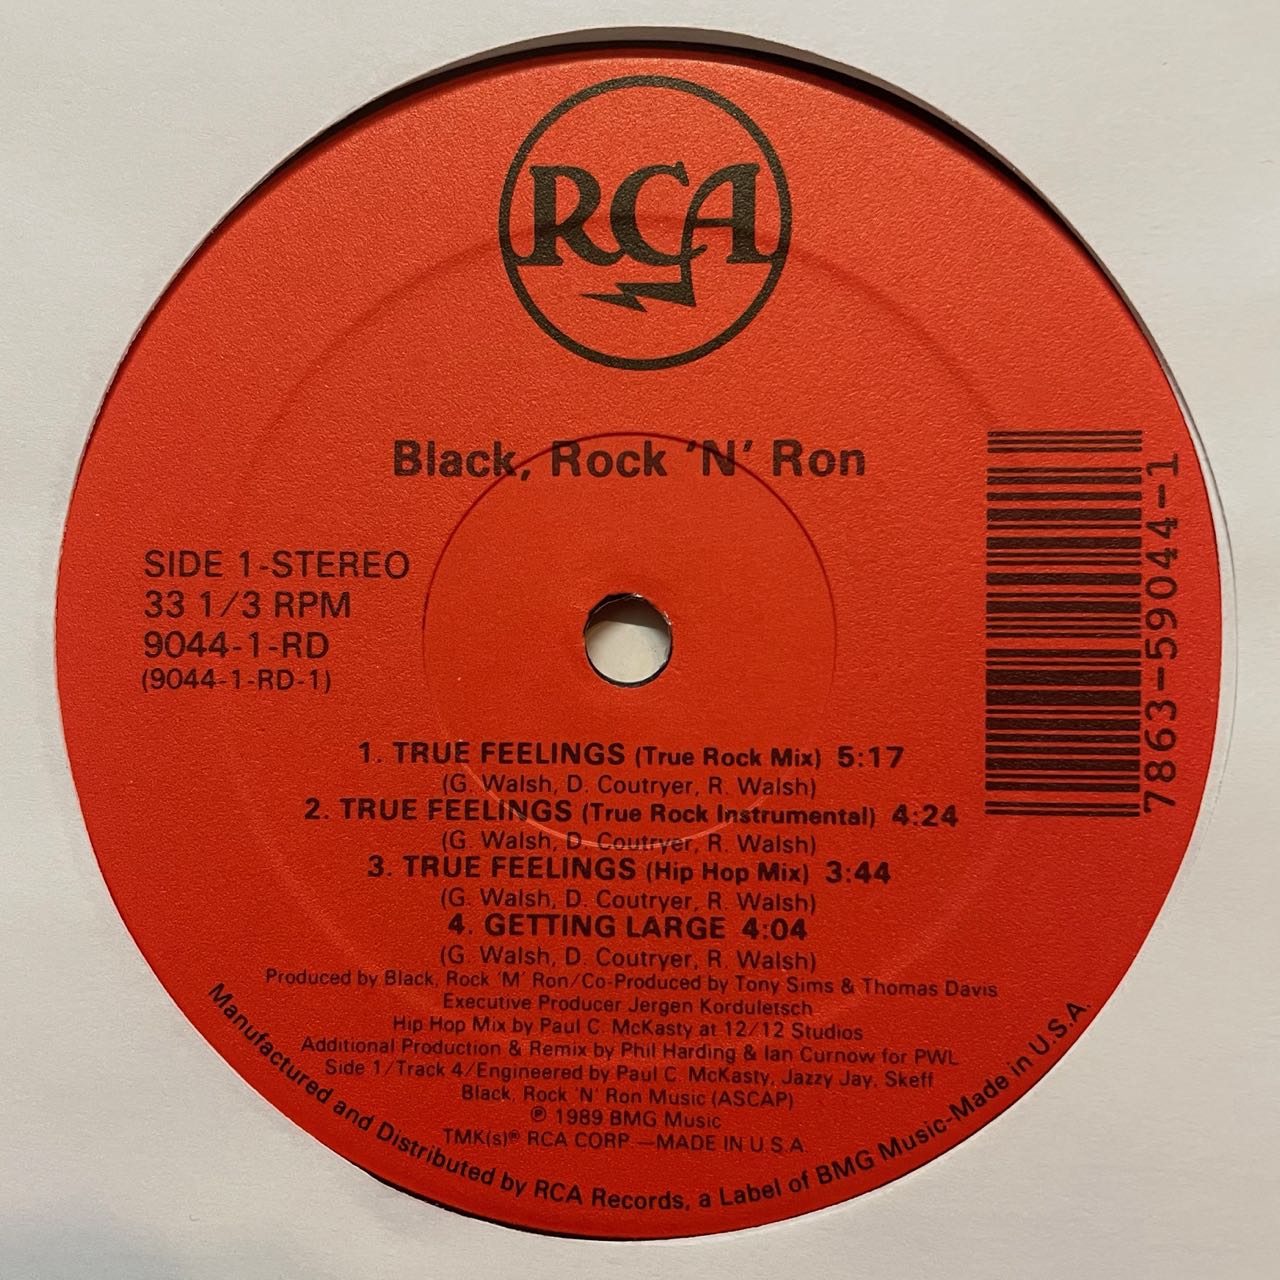 RCA
Black, Rock 'N' Ron
SIDE 1-STEREO
33 1/3 RPM
9044-1-RD
(9044-1-RD-1)
7863-59044-1
1. TRUE FEELINGS (True Rock Mix) 5:17
(G. Walsh, D. Coutryer, R. Walsh)
2. TRUE FEELINGS (True Rock Instrumental) 4:24
(G. Walsh, D. Coutryer, R. Walsh)
3. TRUE FEELINGS (Hip Hop Mix) 3:44
(G. Walsh, D. Coutryer, R. Walsh)
4. GETTING LARGE 4:04
(G. Walsh, D. Coutryer, R. Walsh)
Produced by Black, Rock 'M' Ron/Co-Produced by Tony Sims & Thomas Davis
Executive Producer Jergen Korduletsch
Hip Hop Mix by Paul C. McKasty at 12/12 Studios
Additional Production & Remix by Phil Harding & Ian Curnow for PWL
Side 1/Track 4/Engineered by Paul C. McKasty, Jazzy Jay, Skeff
Black, Rock 'N' Ron Music (ASCAP)
℗ 1989 BMG Music
TMK(s)® RCA CORP.—MADE IN U.S.A.
Manufactured and Distributed by RCA Records, a Label of BMG Music-Made in U.S.A.